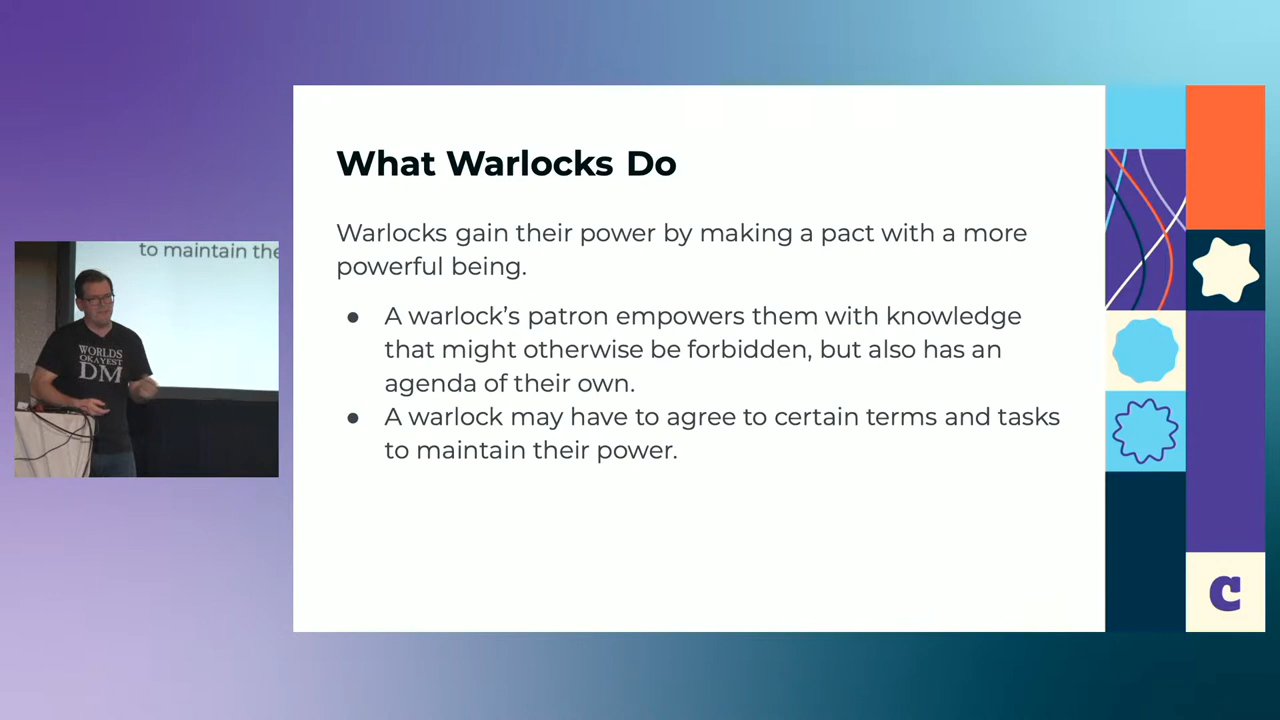 What Warlocks Do
Warlocks gain their power by making a pact with a more
powerful being.
● A warlock’s patron empowers them with knowledge
that might otherwise be forbidden, but also has an
agenda of their own.
● A warlock may have to agree to certain terms and tasks
to maintain their power.
to maintain the
WORLDS
OKAYEST
DM
C